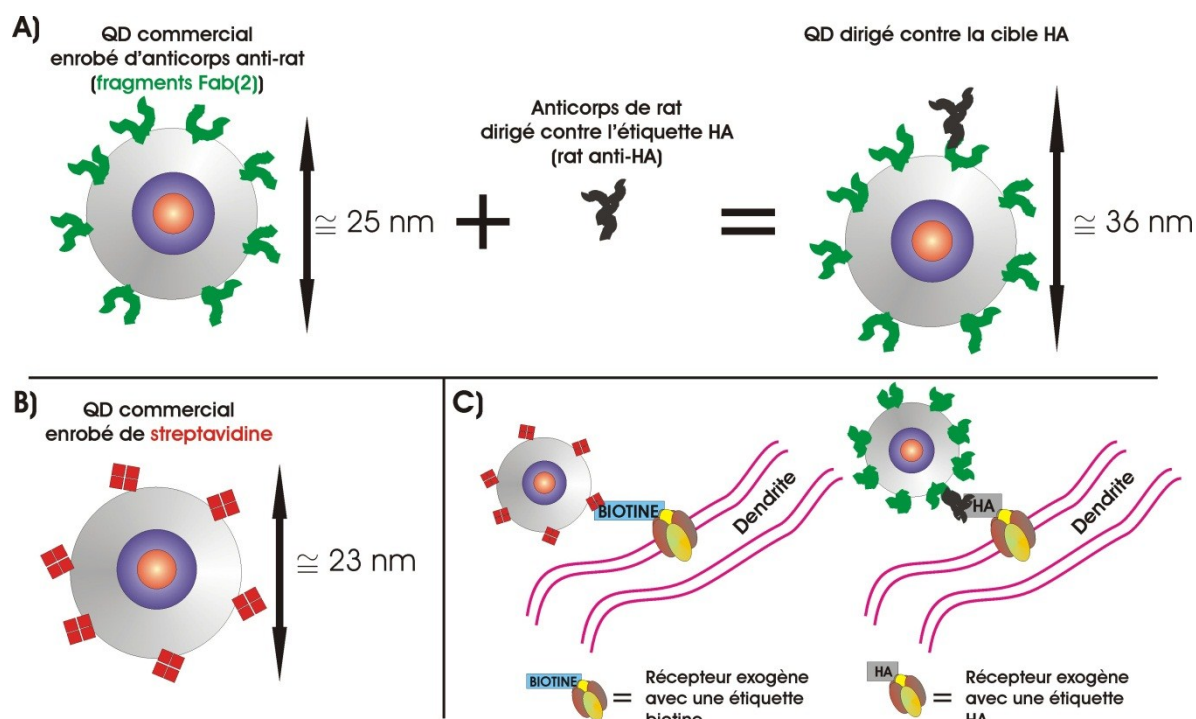 A)
QD commercial
enrobé d'anticorps anti-rat
(fragments Fab(2))
≅ 25 nm
+
Anticorps de rat
dirigé contre l'étiquette HA
(rat anti-HA)
=
QD dirigé contre la cible HA
≅ 36 nm
B)
QD commercial
enrobé de streptavidine
≅ 23 nm
C)
BIOTINE
Dendrite
HA
Dendrite
BIOTINE
= Récepteur exogène
avec une étiquette
biotine
HA
= Récepteur exogène
avec une étiquette
HA